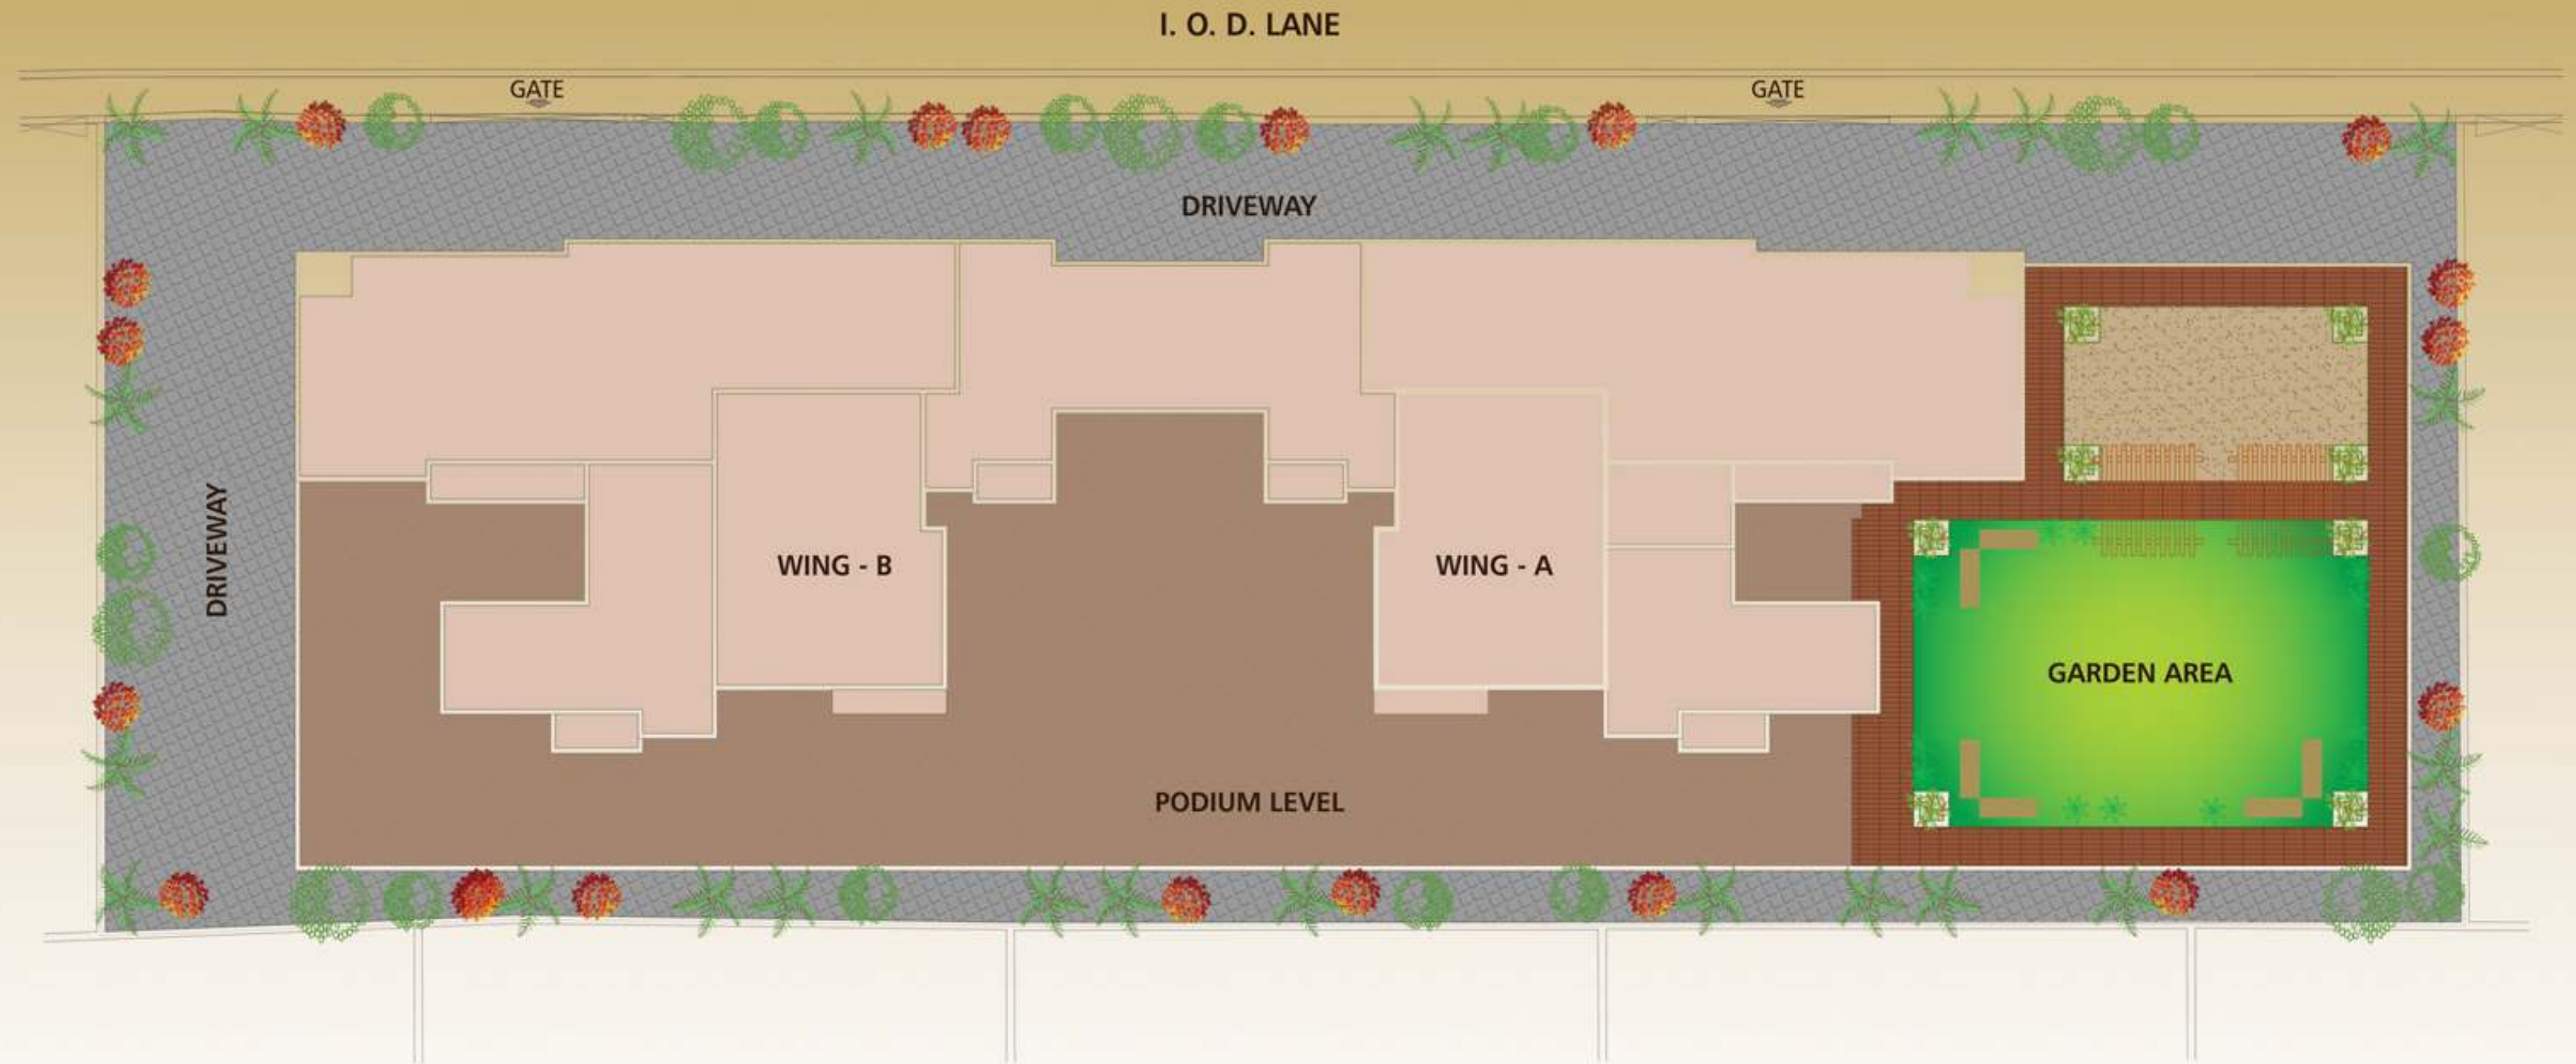 I. O. D. LANE
GATE
GATE
DRIVEWAY
DRIVEWAY
WING - B
WING - A
GARDEN AREA
PODIUM LEVEL